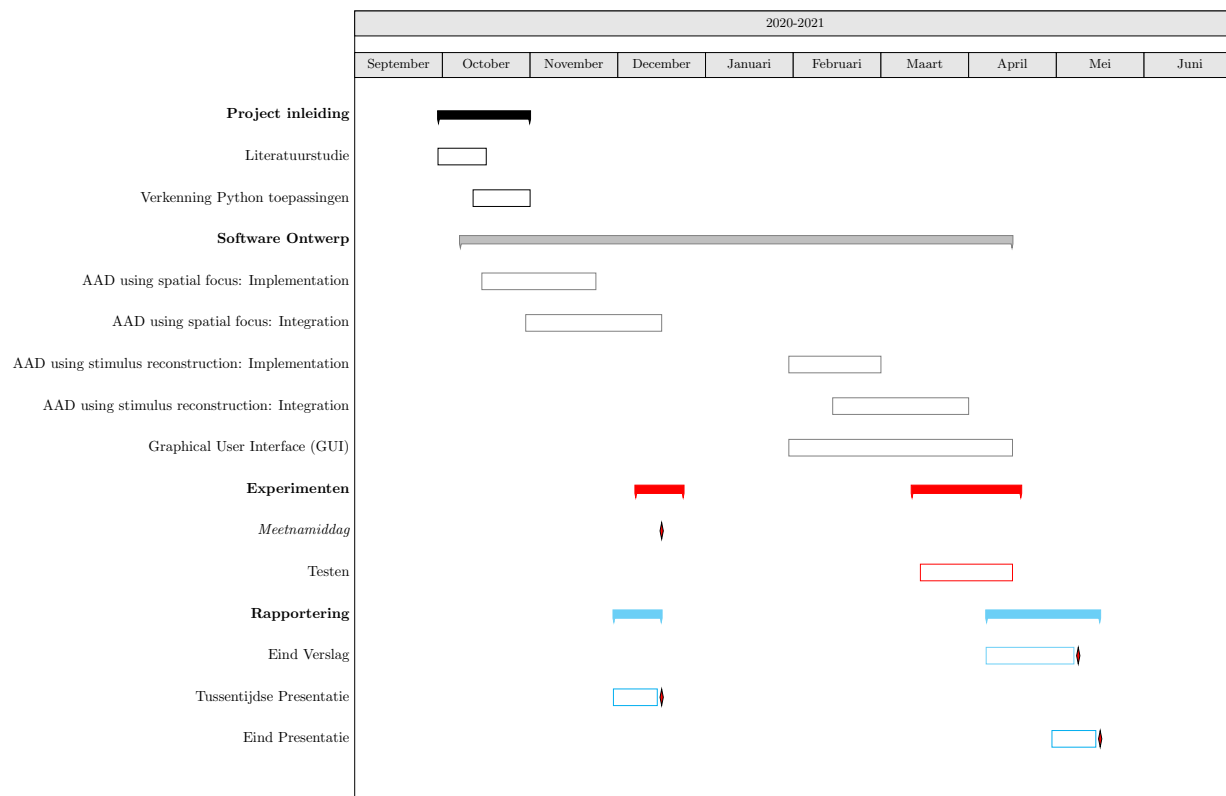 2020-2021
September October November December Januari Februari Maart April Mei Juni
Project inleiding
Literatuurstudie
Verkenning Python toepassingen
Software Ontwerp
AAD using spatial focus: Implementation
AAD using spatial focus: Integration
AAD using stimulus reconstruction: Implementation
AAD using stimulus reconstruction: Integration
Graphical User Interface (GUI)
Experimenten
Meetnamiddag
Testen
Rapportering
Eind Verslag
Tussentijdse Presentatie
Eind Presentatie